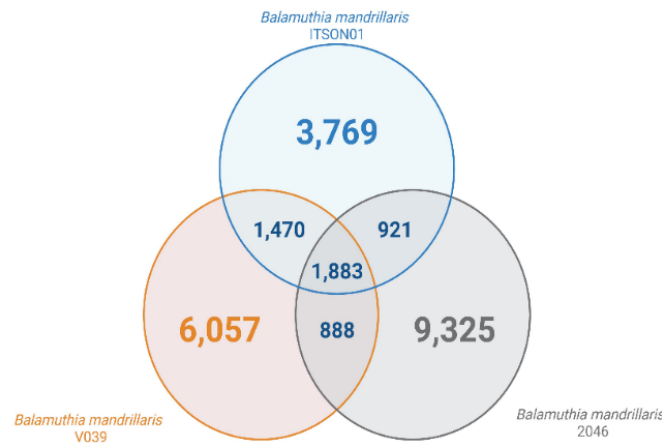 Balamuthia mandrillaris
ITSON01
3,769
1,470
921
1,883
6,057
888
9,325
Balamuthia mandrillaris
V039
Balamuthia mandrillaris
2046